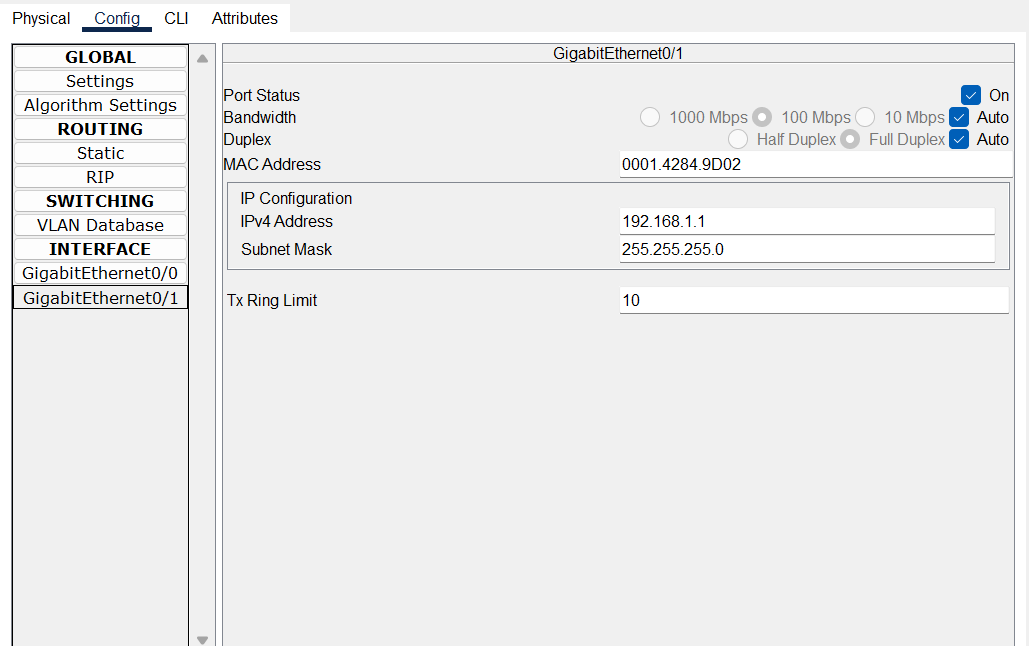 Physical Config CLI Attributes
GLOBAL
Settings
Algorithm Settings
ROUTING
Static
RIP
SWITCHING
VLAN Database
INTERFACE
GigabitEthernet0/0
GigabitEthernet0/1
GigabitEthernet0/1
Port Status On
Bandwidth 1000 Mbps 100 Mbps 10 Mbps Auto
Duplex Half Duplex Full Duplex Auto
MAC Address 0001.4284.9D02
IP Configuration
IPv4 Address 192.168.1.1
Subnet Mask 255.255.255.0
Tx Ring Limit 10